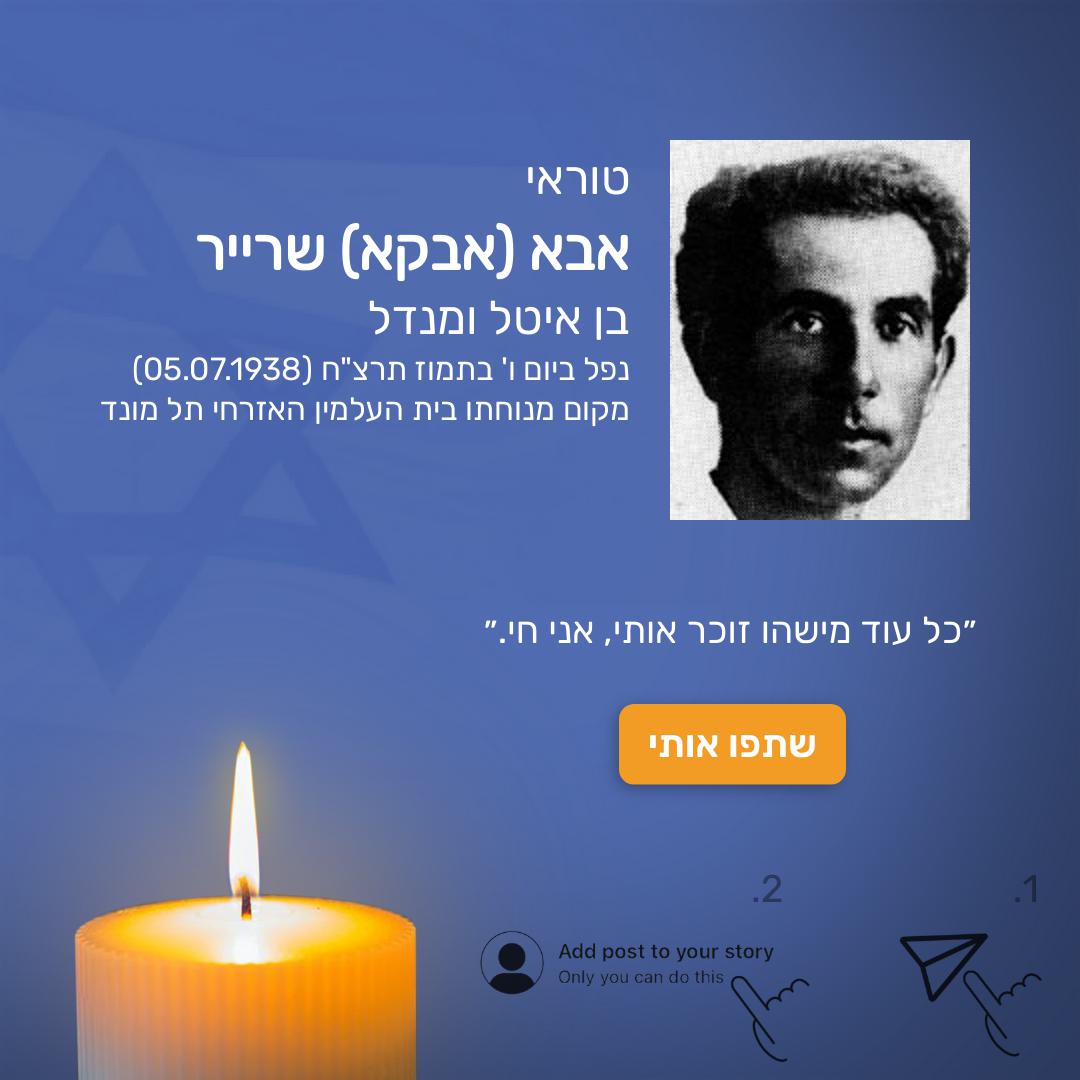 טוראי
אבא (אבקא) שרייר
בן איטל ומנדל
נפל ביום ו' בתמוז תרצ"ח (05.07.1938)
מקום מנוחתו בית העלמין האזרחי תל מונד
״כל עוד מישהו זוכר אותי, אני חי.״
שתפו אותי
1.
2.
Add post to your story
Only you can do this